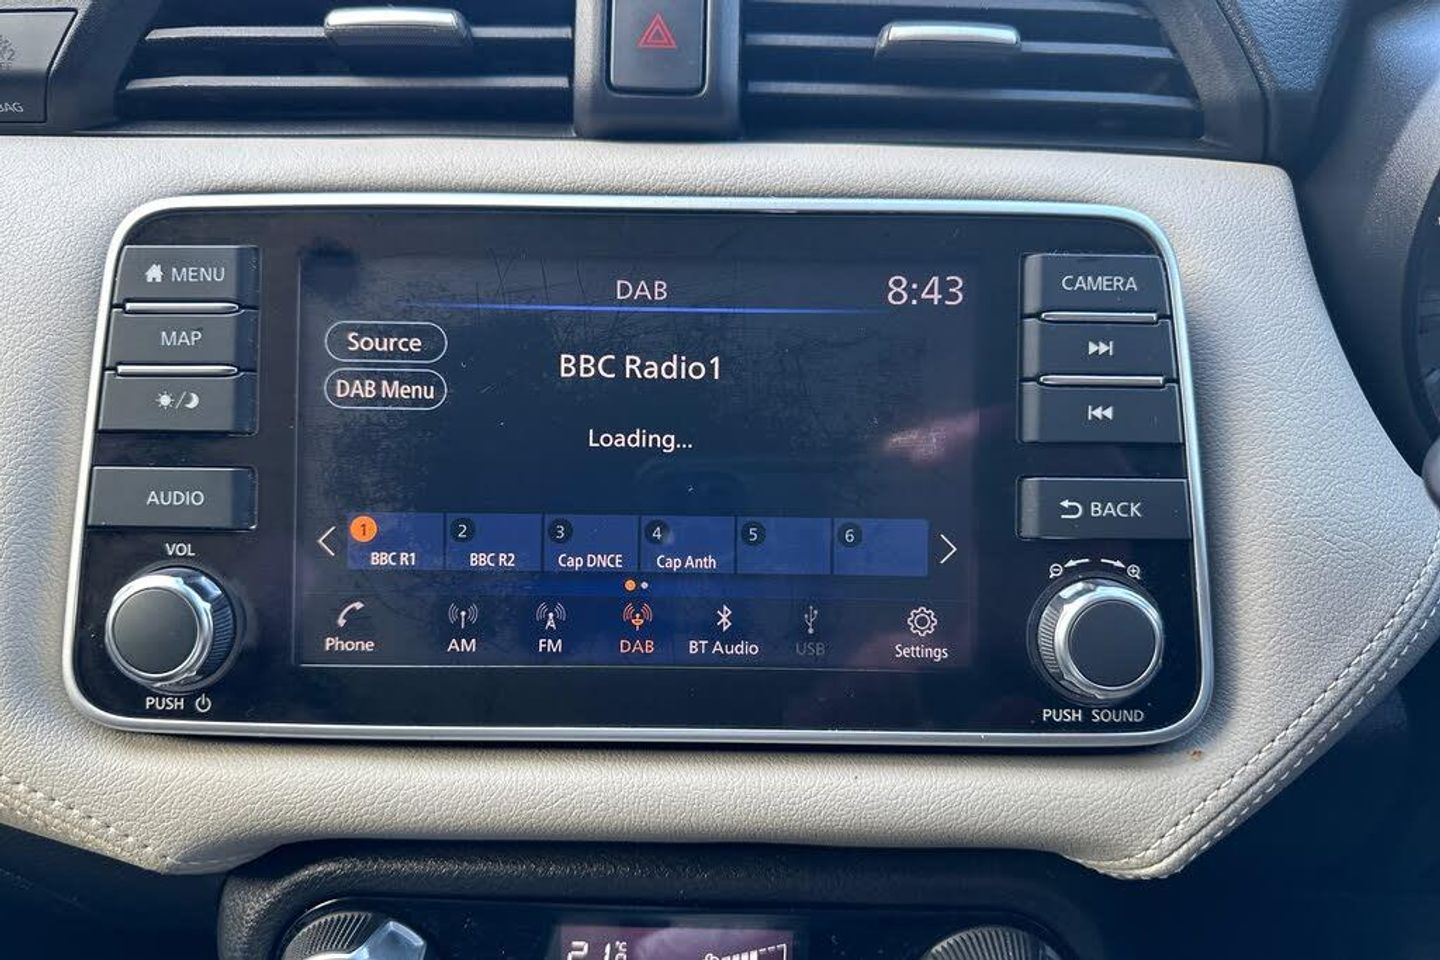 BAG
MENU
DAB
8:43
CAMERA
MAP
Source
BBC Radio1
DAB Menu
Loading...
AUDIO
BACK
VOL
1 2 3 4 5 6
BBC R1 BBC R2 Cap DNCE Cap Anth
Phone AM FM DAB BT Audio USB Settings
PUSH
PUSH SOUND
21 °C